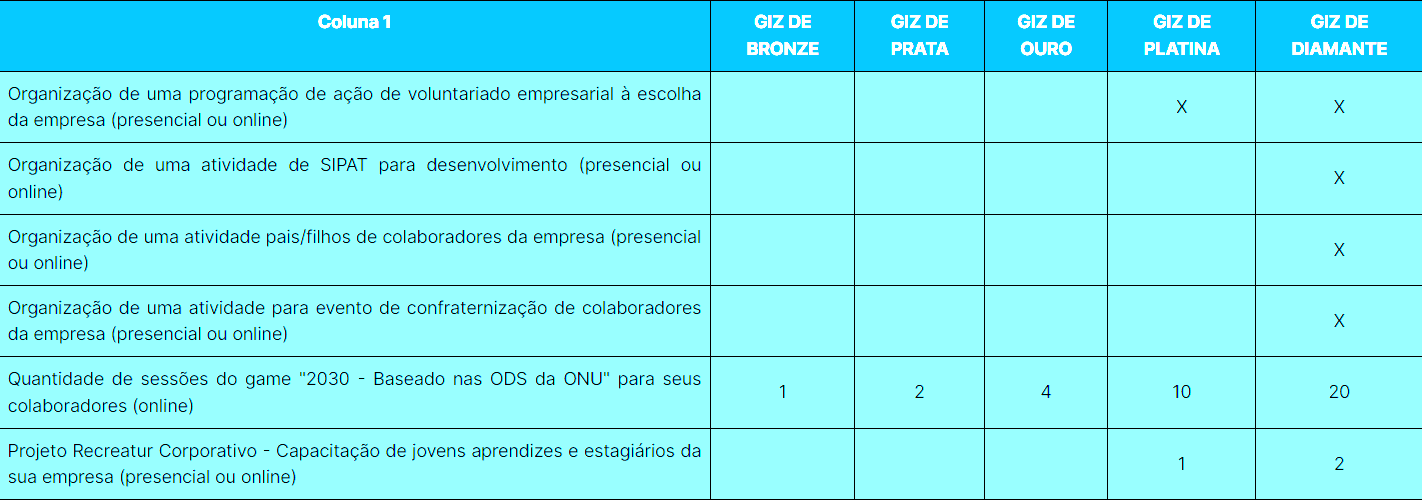 Coluna 1 GIZ DE BRONZE GIZ DE PRATA GIZ DE OURO GIZ DE PLATINA GIZ DE DIAMANTE
Organização de uma programação de ação de voluntariado empresarial à escolha
da empresa (presencial ou online) X X
Organização de uma atividade de SIPAT para desenvolvimento (presencial ou
online) X
Organização de uma atividade pais/filhos de colaboradores da empresa (presencial
ou online) X
Organização de uma atividade para evento de confraternização de colaboradores
da empresa (presencial ou online) X
Quantidade de sessões do game "2030 - Baseado nas ODS da ONU" para seus
colaboradores (online) 1 2 4 10 20
Projeto Recreatur Corporativo - Capacitação de jovens aprendizes e estagiários da
sua empresa (presencial ou online) 1 2